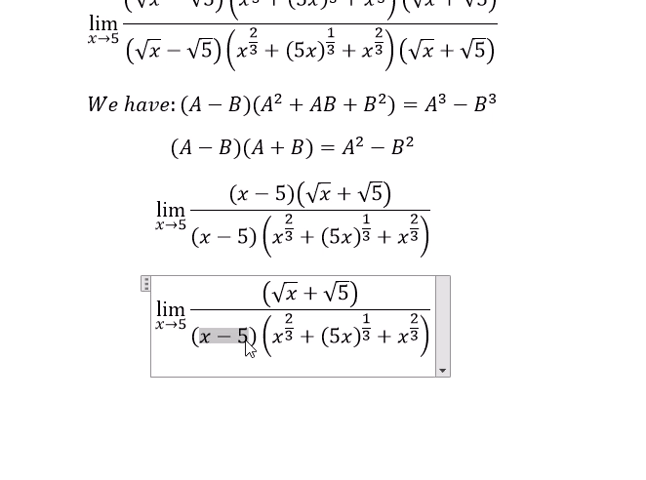 lim x→5 (√x − √5)(x^(2/3) + (5x)^(1/3) + x^(2/3))(√x + √5)
We have: (A − B)(A² + AB + B²) = A³ − B³
(A − B)(A + B) = A² − B²
lim x→5 (x − 5)(√x + √5) / (x − 5)(x^(2/3) + (5x)^(1/3) + x^(2/3))
lim x→5 (√x + √5) / (x − 5)(x^(2/3) + (5x)^(1/3) + x^(2/3))